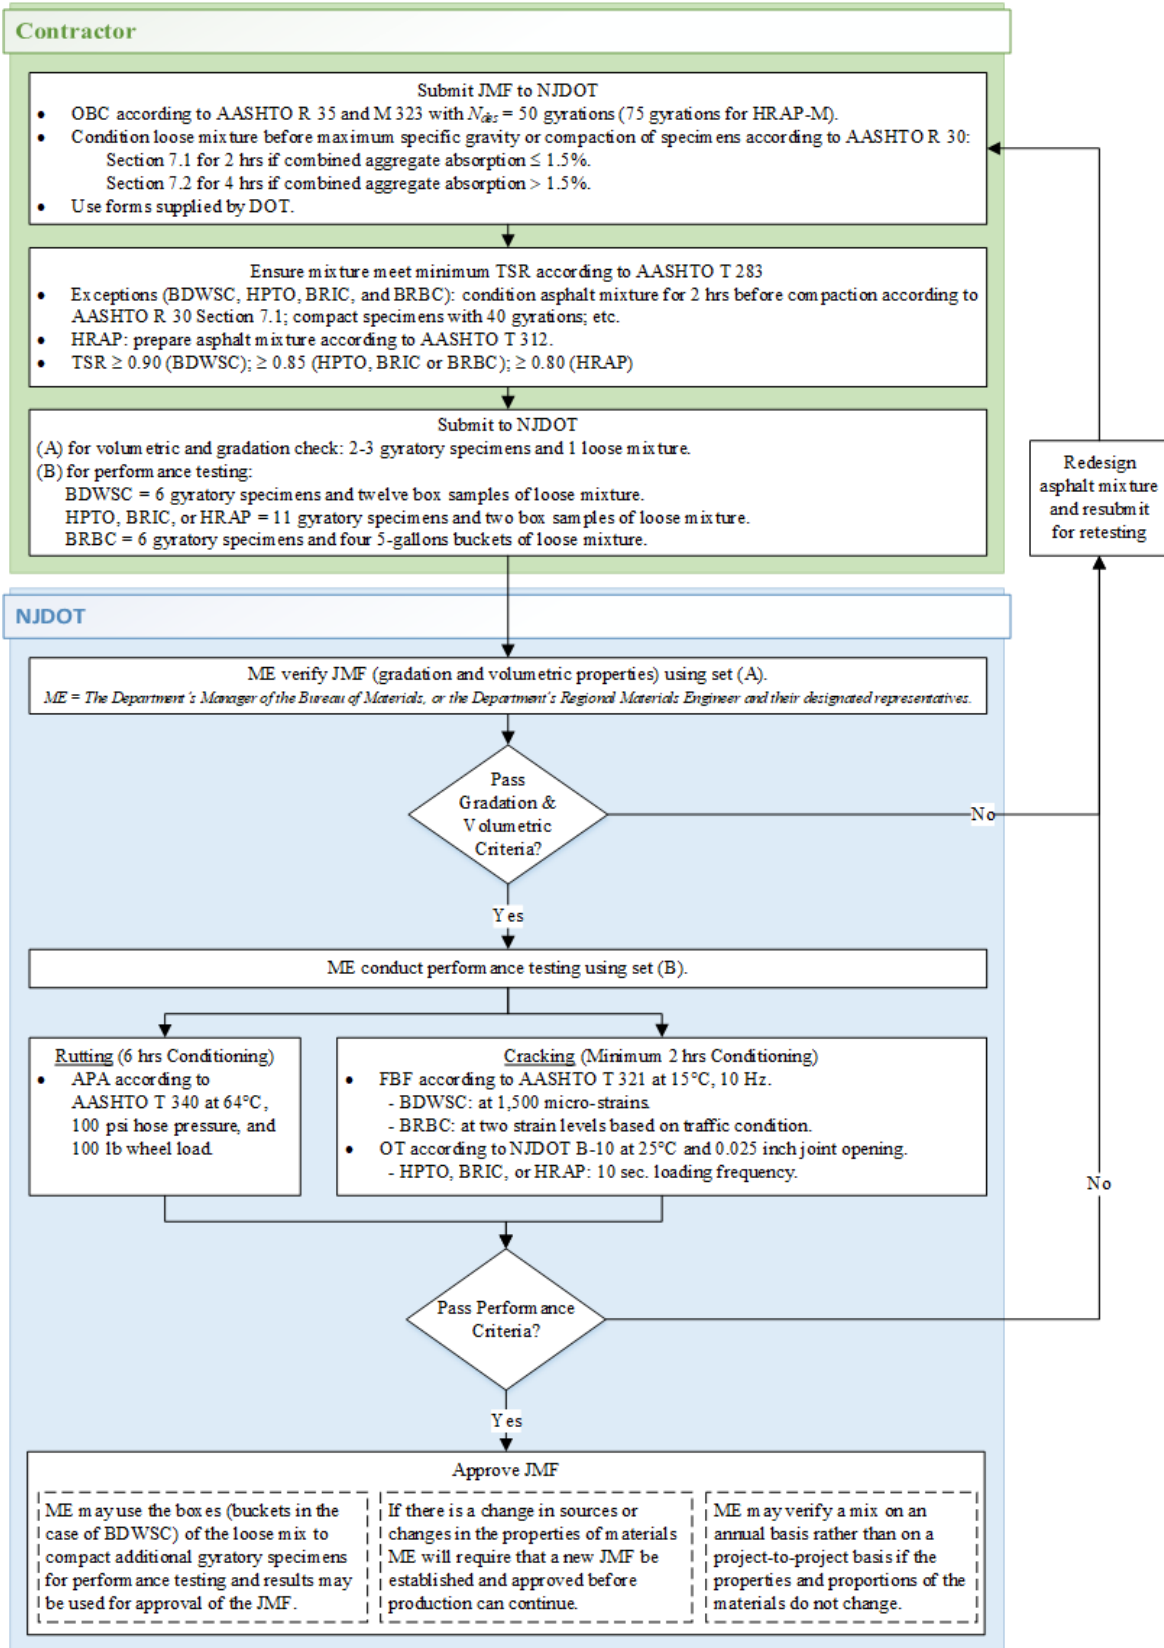 Contractor
Submit JMF to NJDOT
• OBC according to AASHTO R 35 and M 323 with Ndes = 50 gyrations (75 gyrations for HRAP-M).
• Condition loose mixture before maximum specific gravity or compaction of specimens according to AASHTO R 30:
Section 7.1 for 2 hrs if combined aggregate absorption ≤ 1.5%.
Section 7.2 for 4 hrs if combined aggregate absorption > 1.5%.
• Use forms supplied by DOT.
Ensure mixture meet minimum TSR according to AASHTO T 283
• Exceptions (BDWSC, HPTO, BRIC, and BRBC): condition asphalt mixture for 2 hrs before compaction according to
AASHTO R 30 Section 7.1; compact specimens with 40 gyrations; etc.
• HRAP: prepare asphalt mixture according to AASHTO T 312.
• TSR ≥ 0.90 (BDWSC); ≥ 0.85 (HPTO, BRIC or BRBC); ≥ 0.80 (HRAP)
Submit to NJDOT
(A) for volumetric and gradation check: 2-3 gyratory specimens and 1 loose mixture.
(B) for performance testing:
BDWSC = 6 gyratory specimens and twelve box samples of loose mixture.
HPTO, BRIC, or HRAP = 11 gyratory specimens and two box samples of loose mixture.
BRBC = 6 gyratory specimens and four 5-gallons buckets of loose mixture.
Redesign
asphalt mixture
and resubmit
for retesting
NJDOT
ME verify JMF (gradation and volumetric properties) using set (A).
ME = The Department's Manager of the Bureau of Materials, or the Department's Regional Materials Engineer and their designated representatives.
Pass
Gradation &
Volumetric
Criteria?
No
Yes
ME conduct performance testing using set (B).
Rutting (6 hrs Conditioning)
• APA according to
AASHTO T 340 at 64°C,
100 psi hose pressure, and
100 lb wheel load.
Cracking (Minimum 2 hrs Conditioning)
• FBF according to AASHTO T 321 at 15°C, 10 Hz.
- BDWSC: at 1,500 micro-strains.
- BRBC: at two strain levels based on traffic condition.
• OT according to NJDOT B-10 at 25°C and 0.025 inch joint opening.
- HPTO, BRIC, or HRAP: 10 sec. loading frequency.
No
Pass Performance
Criteria?
Yes
Approve JMF
ME may use the boxes (buckets in the
case of BDWSC) of the loose mix to
compact additional gyratory specimens
for performance testing and results may
be used for approval of the JMF.
If there is a change in sources or
changes in the properties of materials
ME will require that a new JMF be
established and approved before
production can continue.
ME may verify a mix on an
annual basis rather than on a
project-to-project basis if the
properties and proportions of the
materials do not change.